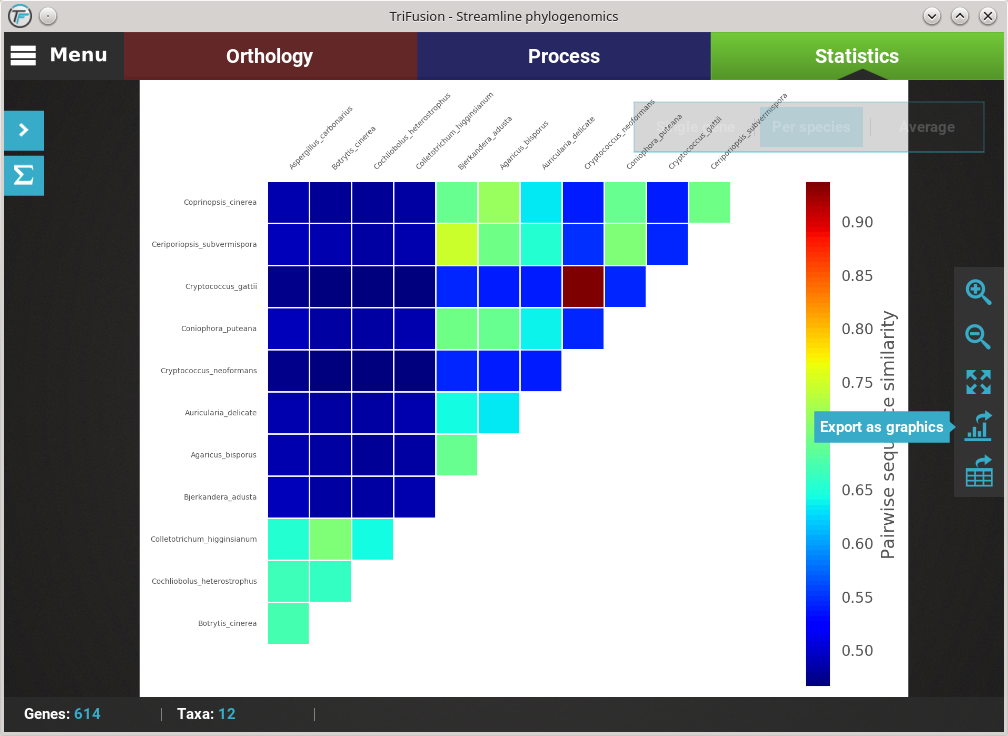 TriFusion - Streamline phylogenomics
Menu
Orthology
Process
Statistics
Per species
Average
Aspergillus_carbonarius
Botrytis_cinerea
Cochliobolus_heterostrophus
Colletotrichum_higginsianum
Bjerkandera_adusta
Agaricus_bisporus
Auricularia_delicate
Cryptococcus_neoformans
Coniophora_puteana
Cryptococcus_gattii
Ceriporiopsis_subvermispora
Coprinopsis_cinerea
Ceriporiopsis_subvermispora
Cryptococcus_gattii
Coniophora_puteana
Cryptococcus_neoformans
Auricularia_delicate
Agaricus_bisporus
Bjerkandera_adusta
Colletotrichum_higginsianum
Cochliobolus_heterostrophus
Botrytis_cinerea
0.90
0.85
0.80
0.75
0.65
0.60
0.55
0.50
Pairwise sequ ce similarity
Export as graphics
Genes: 614
Taxa: 12